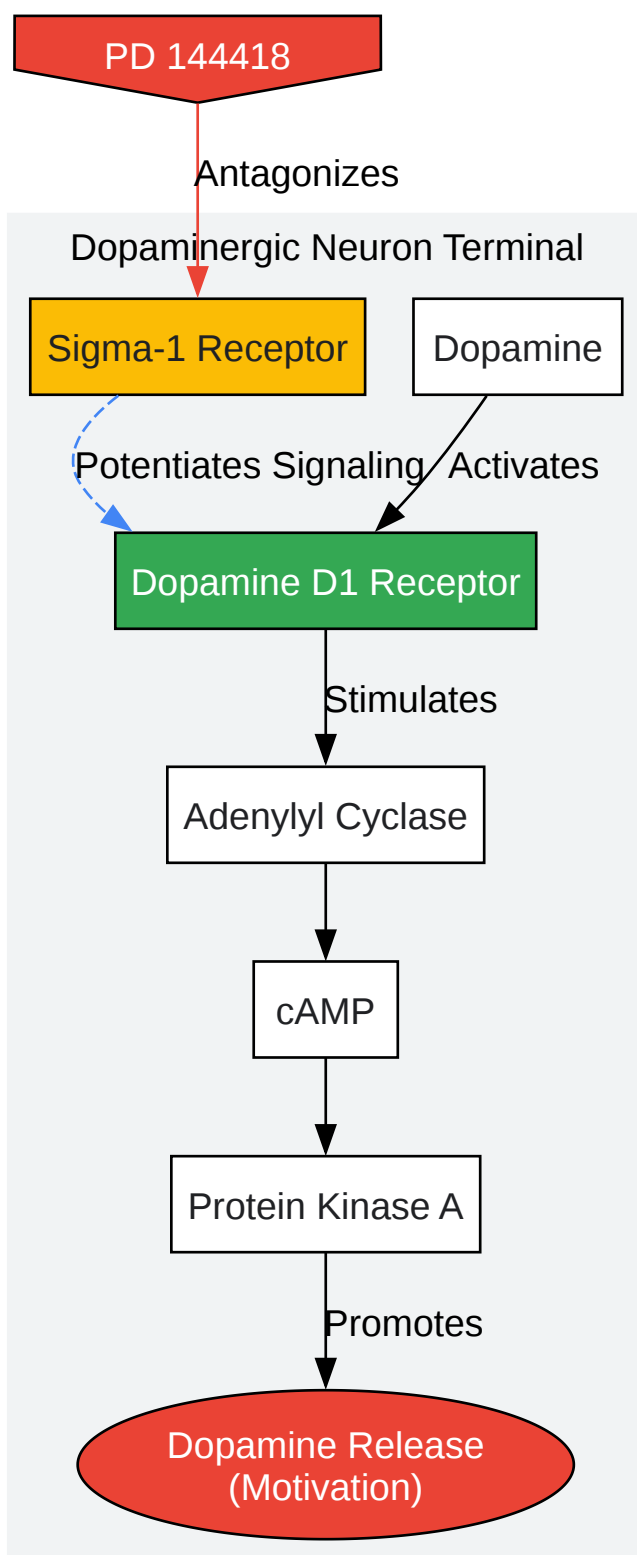 PD 144418
Antagonizes
Dopaminergic Neuron Terminal
Sigma-1 Receptor
Dopamine
Potentiates Signaling
Activates
Dopamine D1 Receptor
Stimulates
Adenylyl Cyclase
cAMP
Protein Kinase A
Promotes
Dopamine Release
(Motivation)